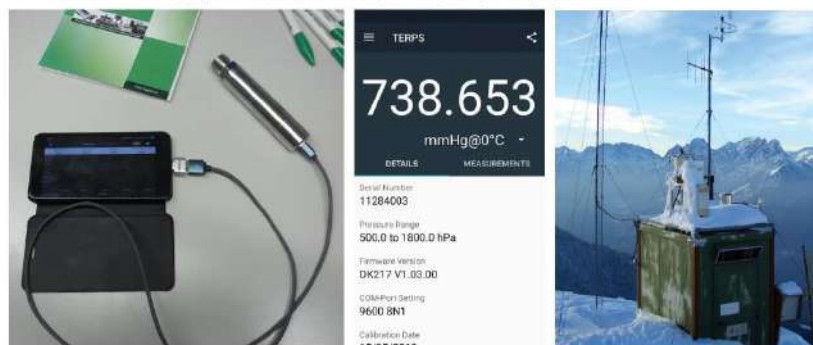 TERPS
738.653
mmHg@0°C
DETAILS
MEASUREMENTS
Serial Number
11284003
Pressure Range
500.0 to 1800.0 hPa
Firmware Version
DK217 V1.03.00
COM-Port Setting
9600 8N1
Calibration Date